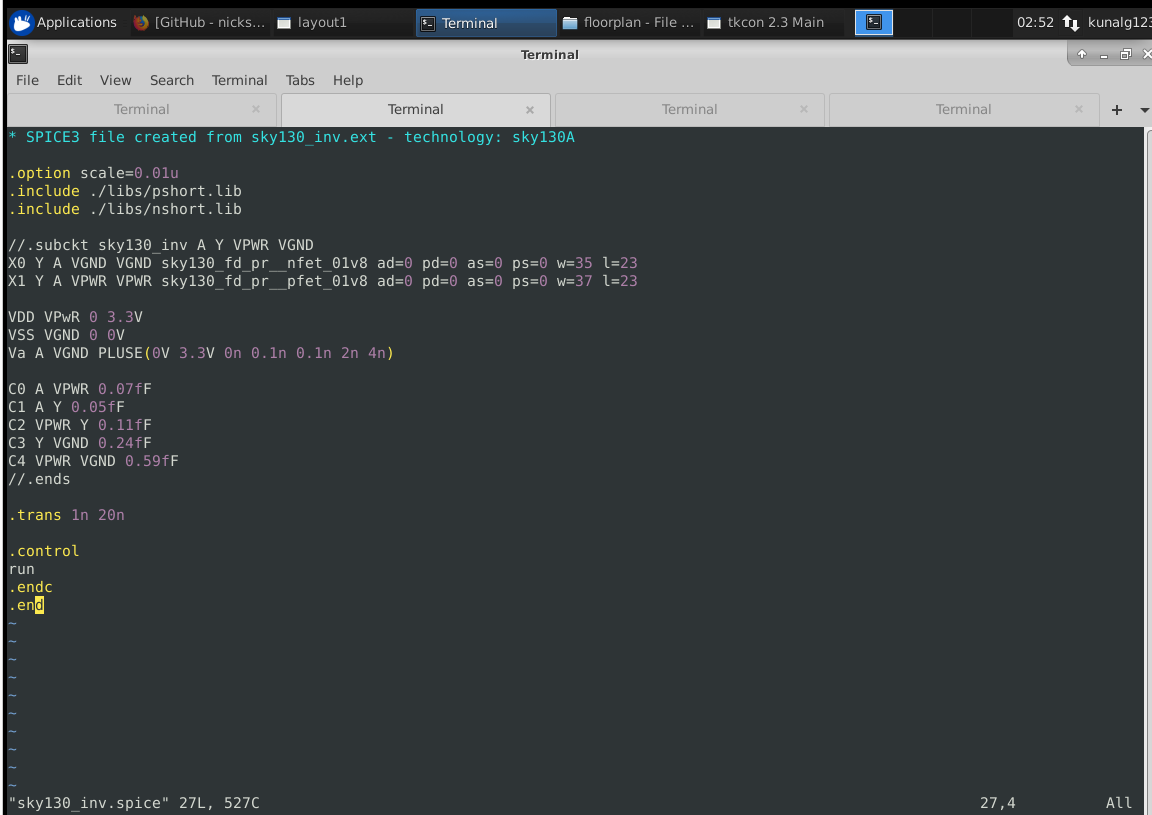 Applications [GitHub - nicks... layout1 Terminal floorplan - File ... tkcon 2.3 Main 02:52 kunalg123
Terminal
File Edit View Search Terminal Tabs Help
Terminal Terminal Terminal Terminal
* SPICE3 file created from sky130_inv.ext - technology: sky130A
.option scale=0.01u
.include ./libs/pshort.lib
.include ./libs/nshort.lib
//.subckt sky130_inv A Y VPWR VGND
X0 Y A VGND VGND sky130_fd_pr__nfet_01v8 ad=0 pd=0 as=0 ps=0 w=35 l=23
X1 Y A VPWR VPWR sky130_fd_pr__pfet_01v8 ad=0 pd=0 as=0 ps=0 w=37 l=23
VDD VPwR 0 3.3V
VSS VGND 0 0V
Va A VGND PLUSE(0V 3.3V 0n 0.1n 0.1n 2n 4n)
C0 A VPWR 0.07fF
C1 A Y 0.05fF
C2 VPWR Y 0.11fF
C3 Y VGND 0.24fF
C4 VPWR VGND 0.59fF
//.ends
.trans 1n 20n
.control
run
.endc
.end
~
~
~
~
~
~
~
~
~
~
"sky130_inv.spice" 27L, 527C 27,4 All